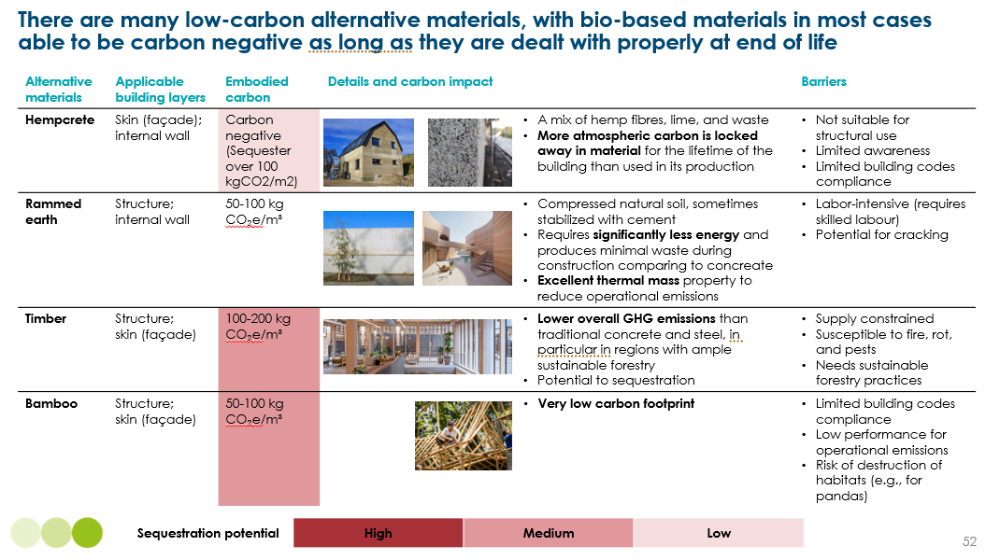 There are many low-carbon alternative materials, with bio-based materials in most cases
able to be carbon negative as long as they are dealt with properly at end of life
Alternative
materials
Applicable
building layers
Embodied
carbon
Details and carbon impact
Barriers
Hempcrete
Skin (façade);
internal wall
Carbon
negative
(Sequester
over 100
kgCO2/m2)
• A mix of hemp fibres, lime, and waste
• More atmospheric carbon is locked
away in material for the lifetime of the
building than used in its production
• Not suitable for
structural use
• Limited awareness
• Limited building codes
compliance
Rammed
earth
Structure;
internal wall
50-100 kg
CO₂e/m³
• Compressed natural soil, sometimes
stabilized with cement
• Requires significantly less energy and
produces minimal waste during
construction comparing to concreate
• Excellent thermal mass property to
reduce operational emissions
• Labor-intensive (requires
skilled labour)
• Potential for cracking
Timber
Structure;
skin (façade)
100-200 kg
CO₂e/m³
• Lower overall GHG emissions than
traditional concrete and steel, in
particular in regions with ample
sustainable forestry
• Potential to sequestration
• Supply constrained
• Susceptible to fire, rot,
and pests
• Needs sustainable
forestry practices
Bamboo
Structure;
skin (façade)
50-100 kg
CO₂e/m³
• Very low carbon footprint
• Limited building codes
compliance
• Low performance for
operational emissions
• Risk of destruction of
habitats (e.g., for
pandas)
Sequestration potential
High
Medium
Low
52